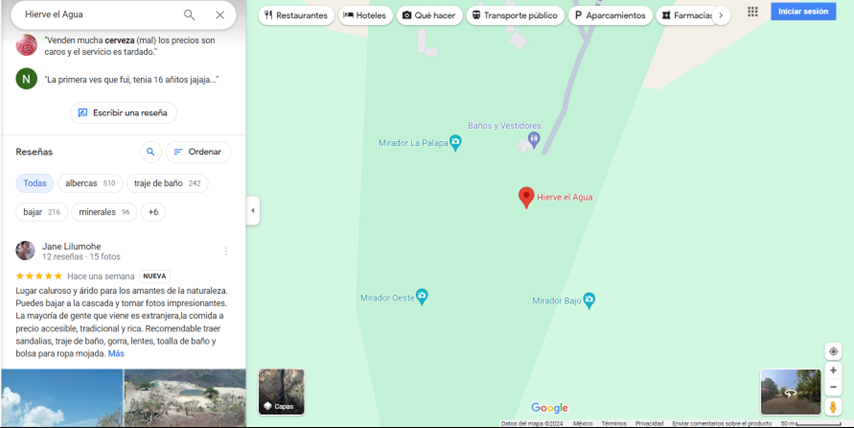 Hierve el Agua
"Venden mucha cerveza (mal) los precios son
caros y el servicio es tardado."
N
"La primera ves que fui, tenia 16 añitos jajaja..."
Escribir una reseña
Reseñas
Ordenar
Todas
albercas 510
traje de baño 242
bajar 216
minerales 96
+6
Jane Lilumohe
12 reseñas · 15 fotos
Hace una semana
NUEVA
Lugar caluroso y árido para los amantes de la naturaleza.
Puedes bajar a la cascada y tomar fotos impresionantes.
La mayoría de gente que viene es extranjera,la comida a
precio accesible, tradicional y rica. Recomendable traer
sandalias, traje de baño, gorra, lentes, toalla de baño y
bolsa para ropa mojada. Más
Restaurantes
Hoteles
Qué hacer
Transporte público
Aparcamientos
Farmacias
Iniciar sesión
Baños y Vestidores
Mirador La Palapa
Hierve el Agua
Mirador Oeste
Mirador Bajo
Capas
Google
Datos del mapa ©2024
México
Términos
Privacidad
Enviar comentarios sobre el producto
50 m